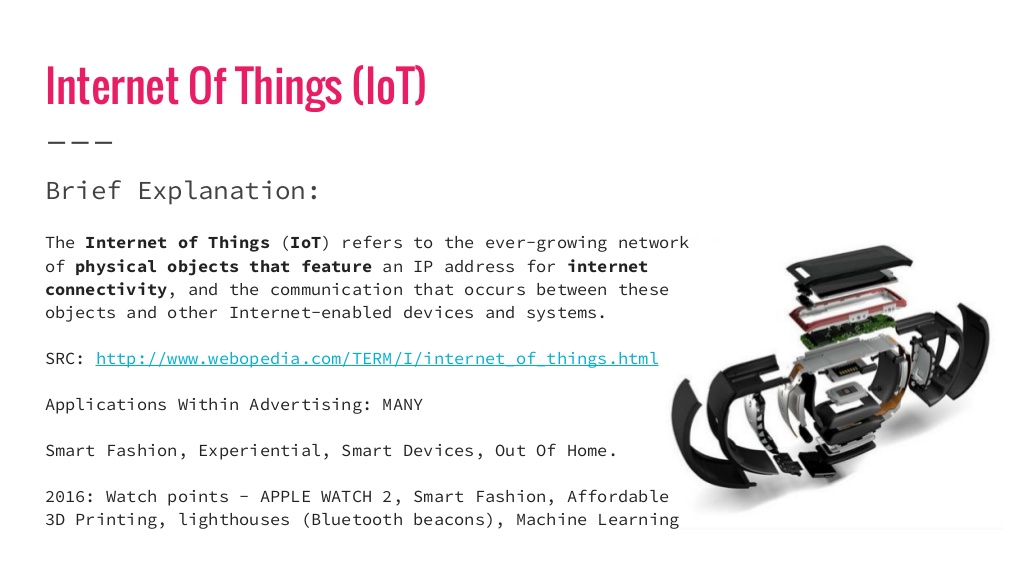 Internet Of Things (IoT)
Brief Explanation:
The Internet of Things (IoT) refers to the ever-growing network
of physical objects that feature an IP address for internet
connectivity, and the communication that occurs between these
objects and other Internet-enabled devices and systems.
SRC: http://www.webopedia.com/TERM/I/internet_of_things.html
Applications Within Advertising: MANY
Smart Fashion, Experiential, Smart Devices, Out Of Home.
2016: Watch points - APPLE WATCH 2, Smart Fashion, Affordable
3D Printing, lighthouses (Bluetooth beacons), Machine Learning